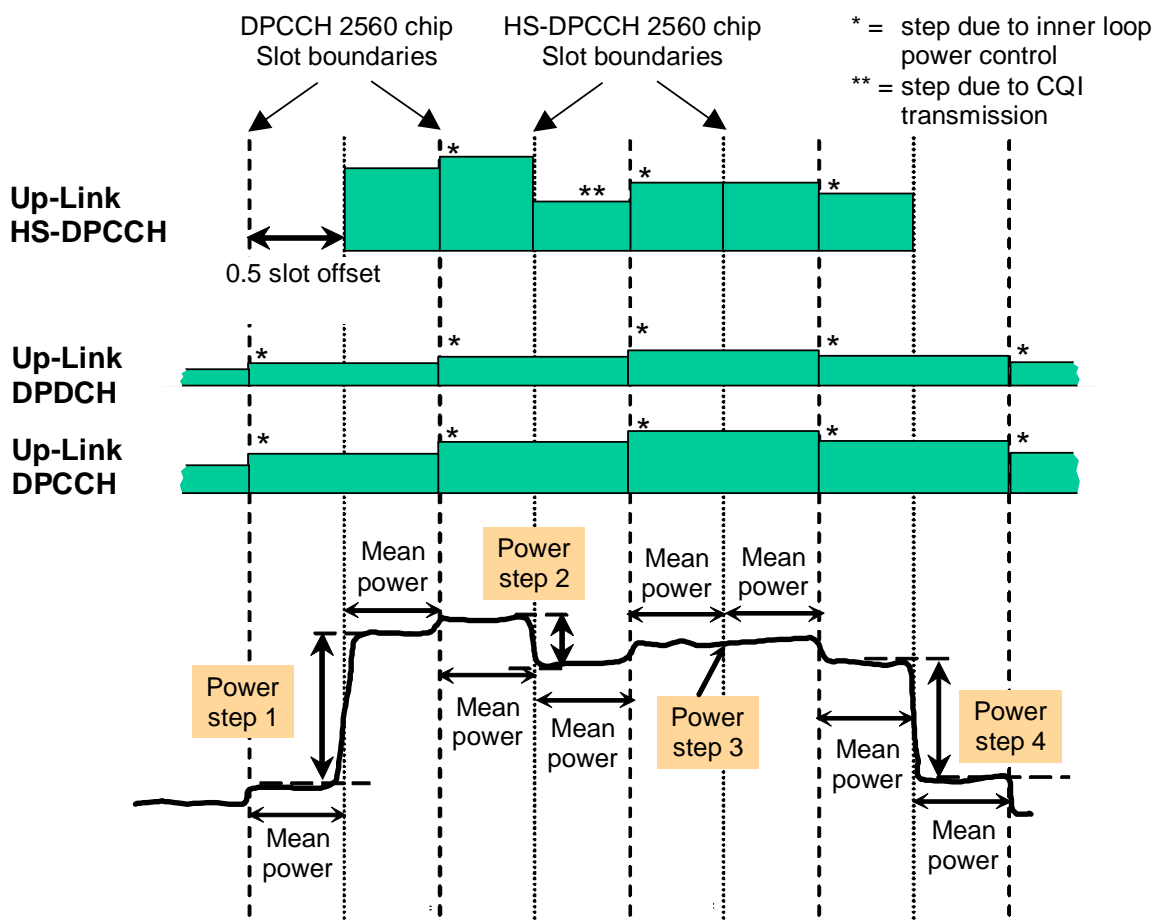 DPCCH 2560 chip
Slot boundaries
HS-DPCCH 2560 chip
Slot boundaries
* = step due to inner loop
power control
** = step due to CQI
transmission
Up-Link
HS-DPCCH
* ** * *
0.5 slot offset
Up-Link
DPDCH
* * * * *
Up-Link
DPCCH
* * * * *
Mean
power
Power
step 2
Mean
power
Mean
power
Power
step 1
Mean
power
Mean
power
Power
step 3
Mean
power
Power
step 4
Mean
power
Mean
power